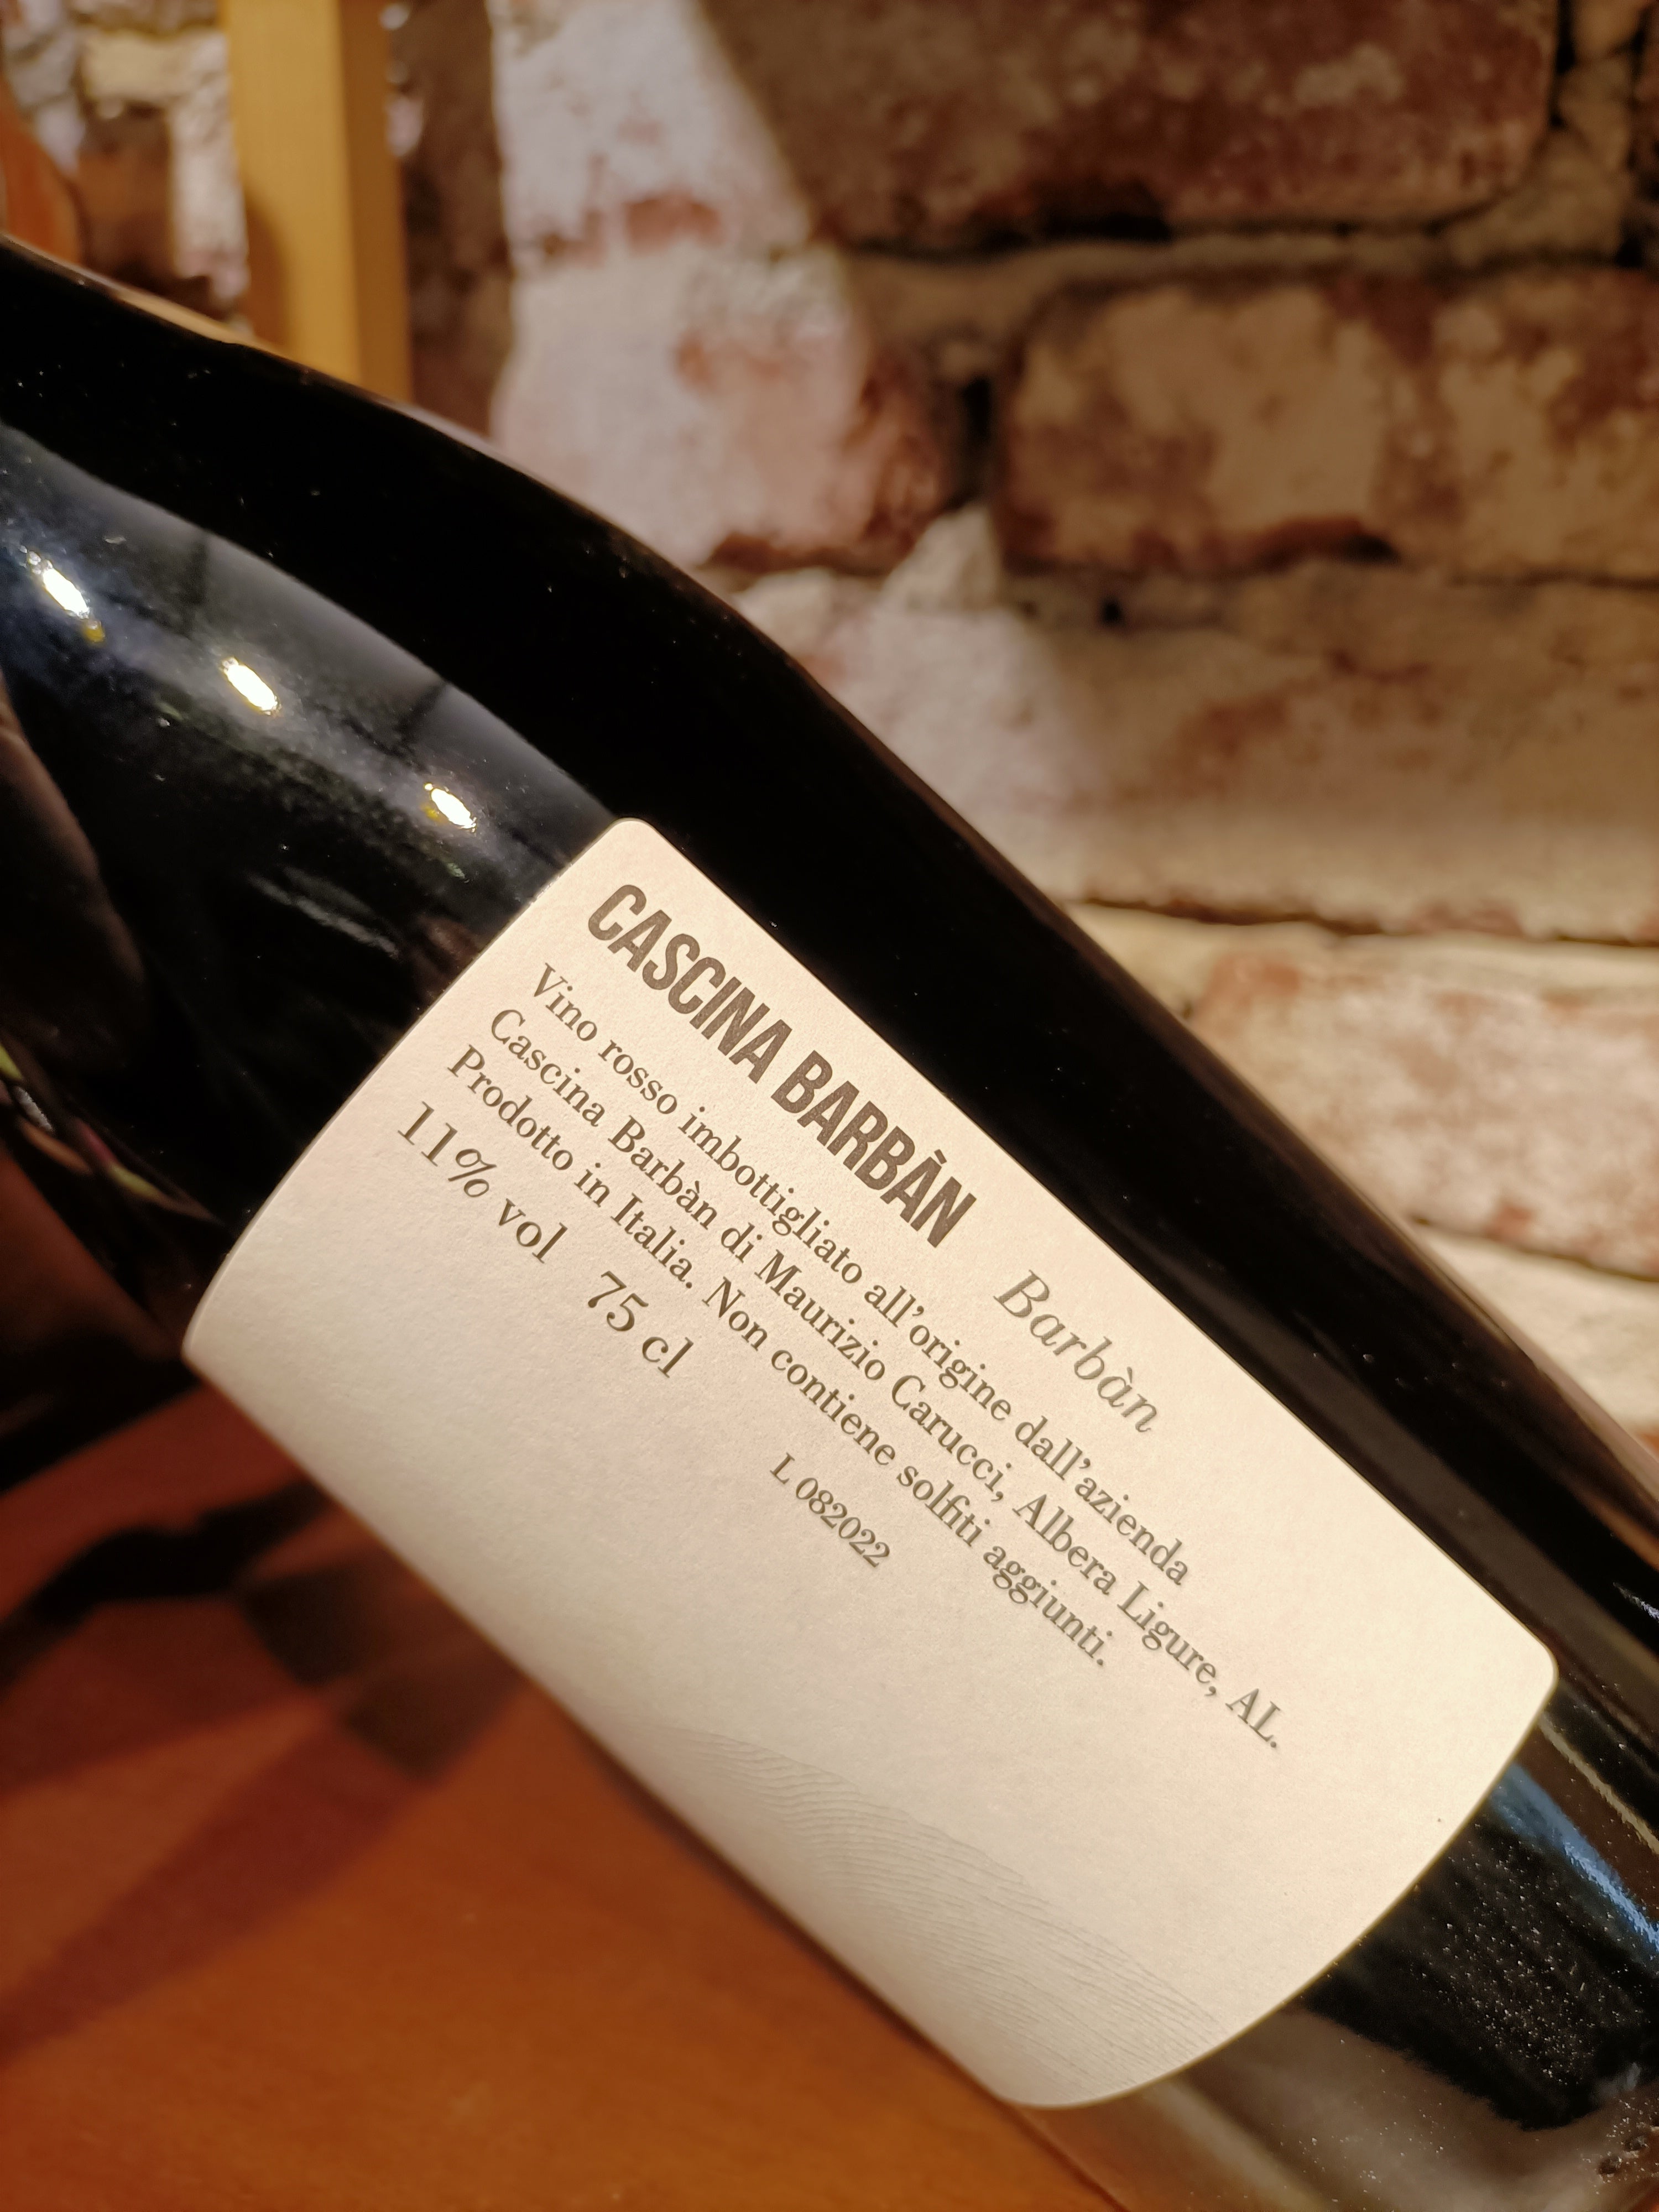 CASCINA BARBÀN
Barbàn
Vino rosso imbottigliato all'origine dall'azienda
Cascina Barbàn di Maurizio Carucci, Albera Ligure, AL.
Prodotto in Italia. Non contiene solfiti aggiunti.
11% vol 75 cl
L 082022